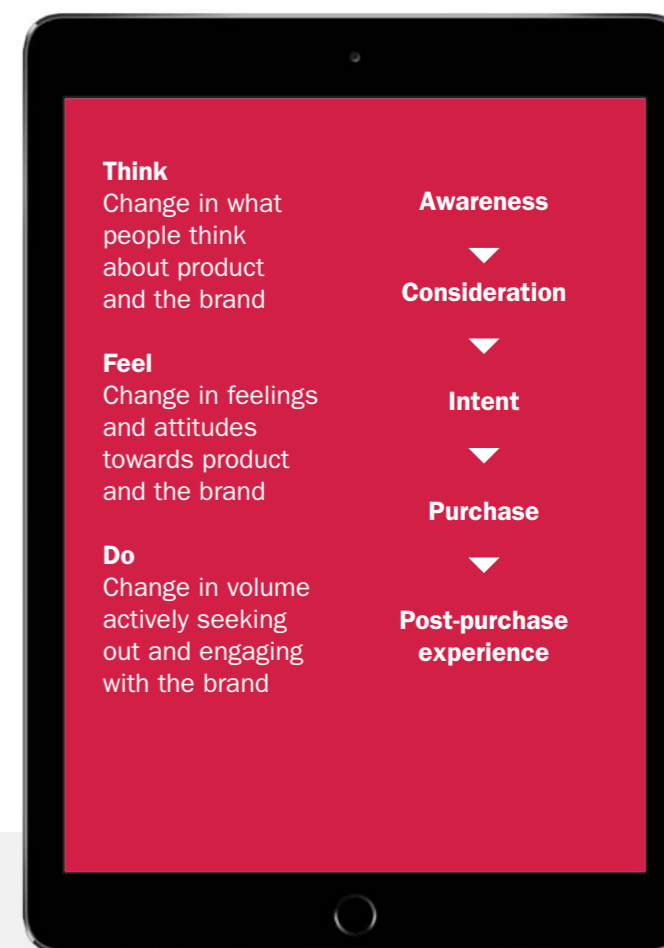 Think
Change in what
people think
about product
and the brand
Feel
Change in feelings
and attitudes
towards product
and the brand
Do
Change in volume
actively seeking
out and engaging
with the brand
Awareness
Consideration
Intent
Purchase
Post-purchase
experience